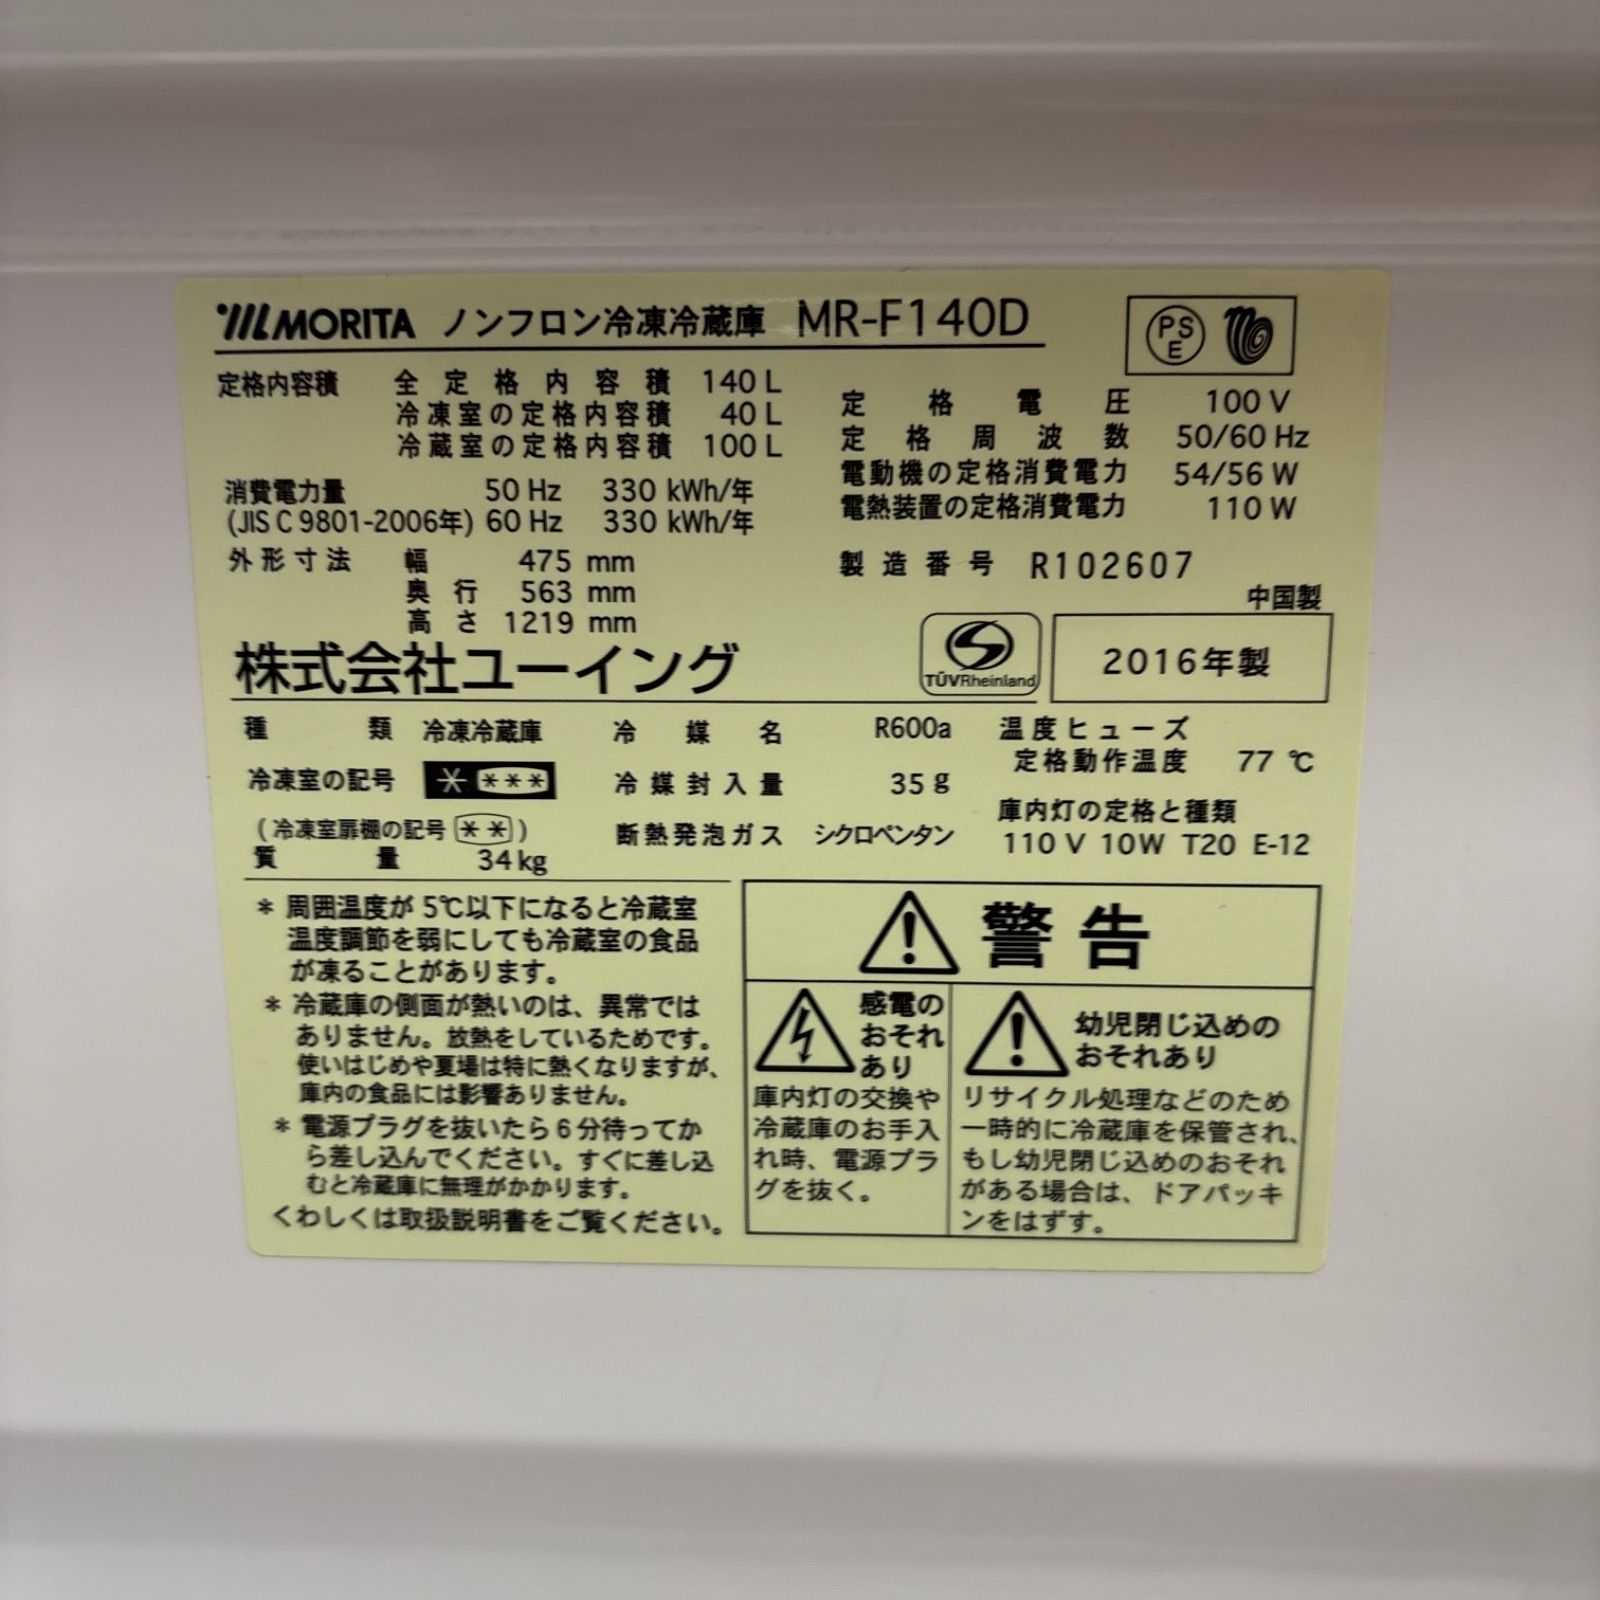 MORITA ノンフロン冷凍冷蔵庫 MR-F140D
PSE
定格内容積 全定格内容積 140 L
冷凍室の定格内容積 40 L
冷蔵室の定格内容積 100 L
消費電力量 50 Hz 330 kWh/年
(JIS C 9801-2006年) 60 Hz 330 kWh/年
外形寸法 幅 475 mm
奥行 563 mm
高さ 1219 mm
定格電圧 100 V
定格周波数 50/60 Hz
電動機の定格消費電力 54/56 W
電熱装置の定格消費電力 110 W
製造番号 R102607
中国製
株式会社ユーイング
TÜVRheinland
2016年製
種類 冷凍冷蔵庫
冷凍室の記号 * ***
(冷凍室扉棚の記号 **)
質量 34kg
冷媒名 R600a
冷媒封入量 35g
断熱発泡ガス シクロペンタン
温度ヒューズ
定格動作温度 77 ℃
庫内灯の定格と種類
110 V 10W T20 E-12
* 周囲温度が5℃以下になると冷蔵室
温度調節を弱にしても冷蔵室の食品
が凍ることがあります。
* 冷蔵庫の側面が熱いのは、異常では
ありません。放熱をしているためです。
使いはじめや夏場は特に熱くなりますが、
庫内の食品には影響ありません。
* 電源プラグを抜いたら6分待ってか
ら差し込んでください。すぐに差し込
むと冷蔵庫に無理がかかります。
くわしくは取扱説明書をご覧ください。
警告
感電の
おそれ
あり
庫内灯の交換や
冷蔵庫のお手入
れ時、電源プラ
グを抜く。
幼児閉じ込めの
おそれあり
リサイクル処理などのため
一時的に冷蔵庫を保管され、
もし幼児閉じ込めのおそれ
がある場合は、ドアパッキ
ンをはずす。